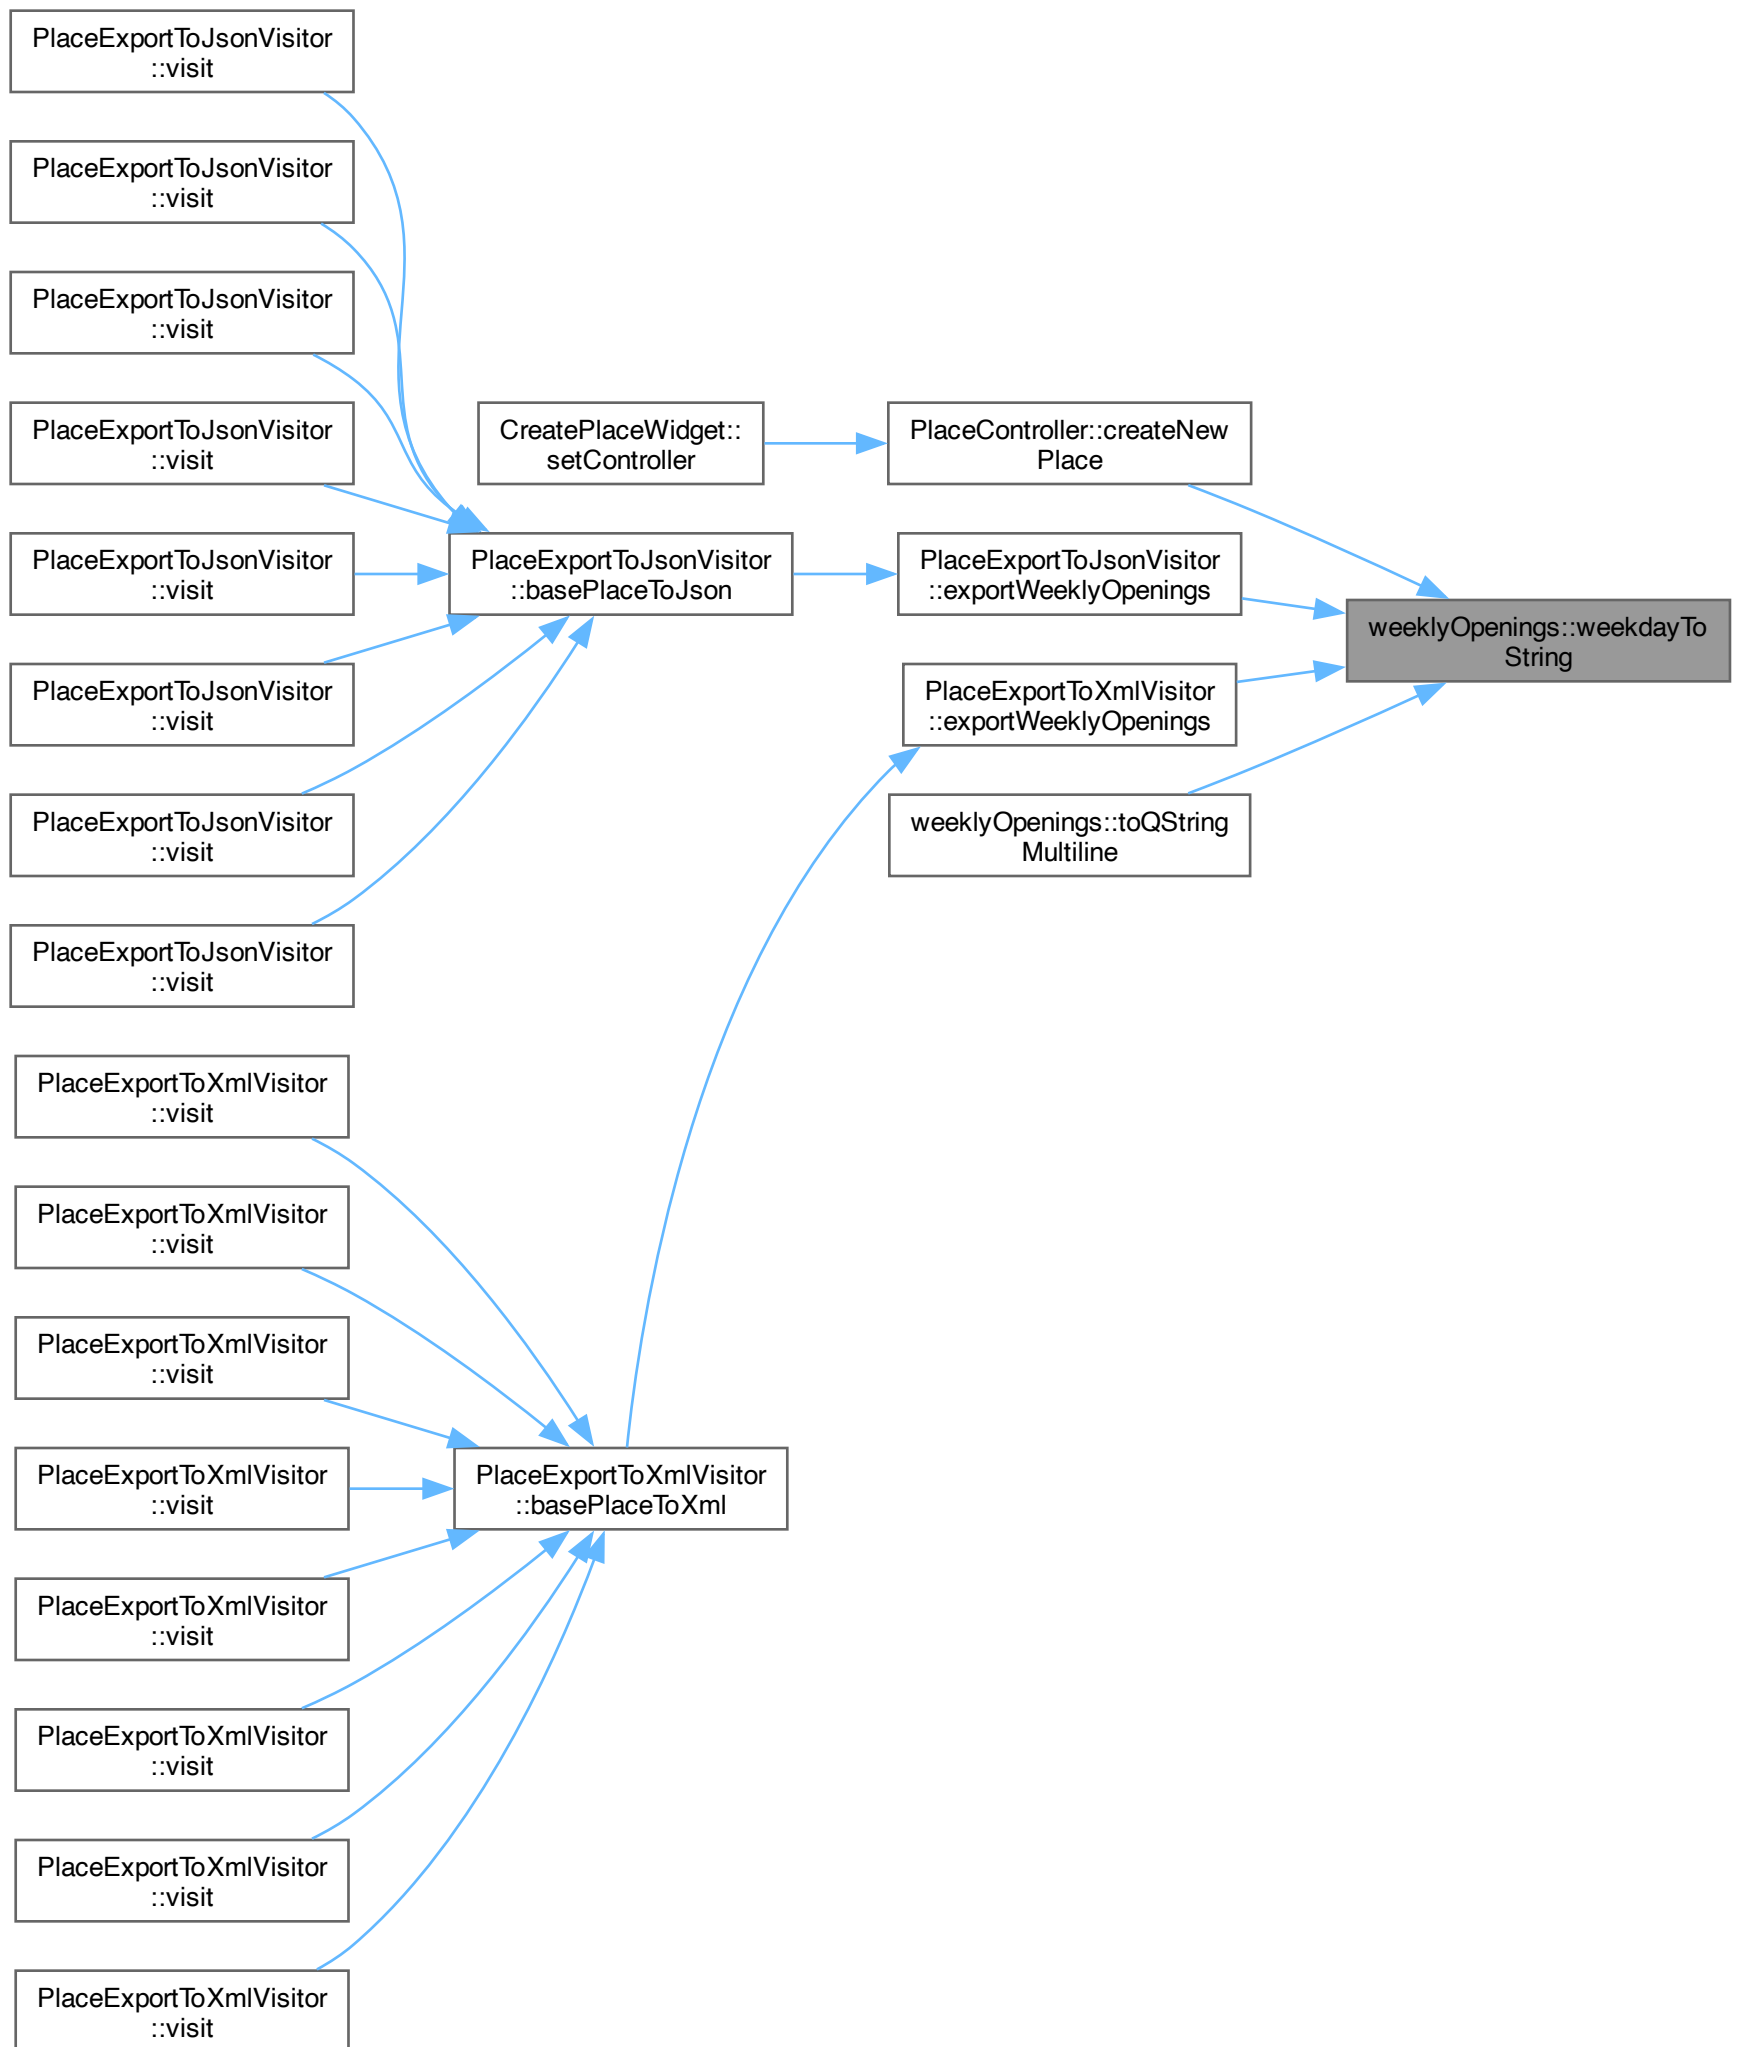 PlaceExportToJsonVisitor
::visit
PlaceExportToJsonVisitor
::visit
PlaceExportToJsonVisitor
::visit
PlaceExportToJsonVisitor
::visit
PlaceExportToJsonVisitor
::visit
PlaceExportToJsonVisitor
::visit
PlaceExportToJsonVisitor
::visit
PlaceExportToJsonVisitor
::visit
PlaceExportToXmlVisitor
::visit
PlaceExportToXmlVisitor
::visit
PlaceExportToXmlVisitor
::visit
PlaceExportToXmlVisitor
::visit
PlaceExportToXmlVisitor
::visit
PlaceExportToXmlVisitor
::visit
PlaceExportToXmlVisitor
::visit
PlaceExportToXmlVisitor
::visit
CreatePlaceWidget::
setController
PlaceExportToJsonVisitor
::basePlaceToJson
PlaceExportToXmlVisitor
::basePlaceToXml
PlaceController::createNew
Place
PlaceExportToJsonVisitor
::exportWeeklyOpenings
PlaceExportToXmlVisitor
::exportWeeklyOpenings
weeklyOpenings::toQString
Multiline
weeklyOpenings::weekdayTo
String